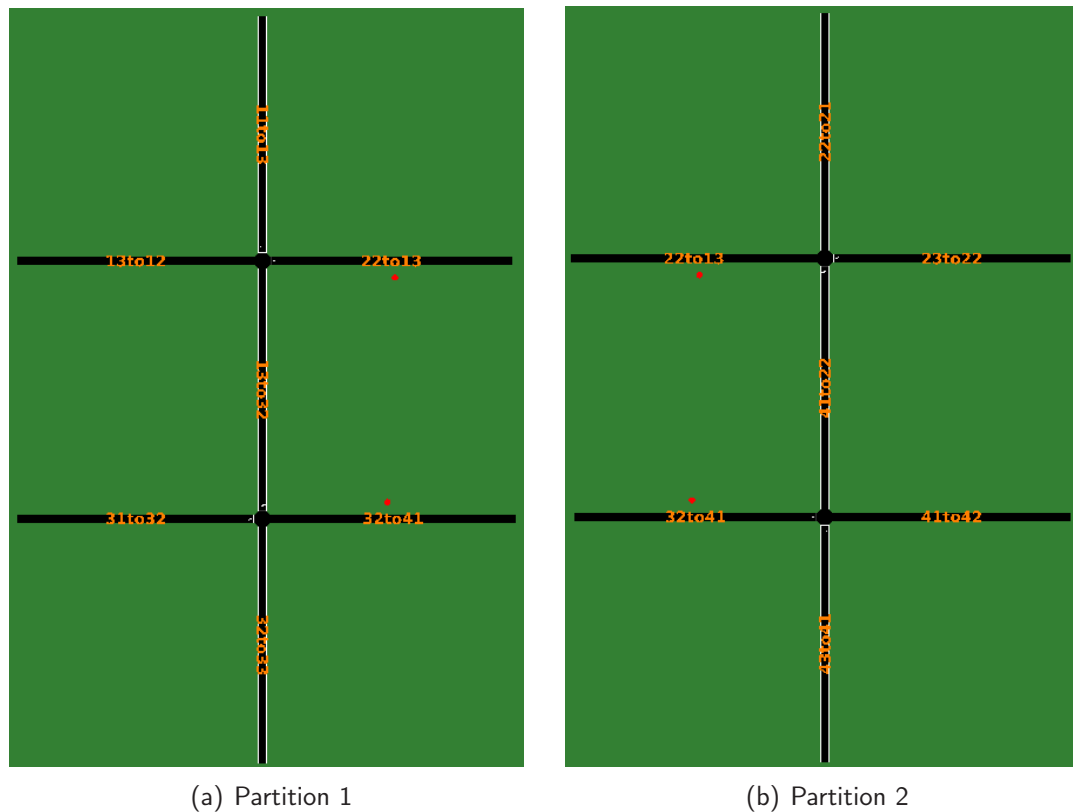 11to13
13to12
22to13
13to32
31to32
32to41
32to33
22to21
22to13
23to22
41to22
32to41
41to42
43to41
(a) Partition 1
(b) Partition 2